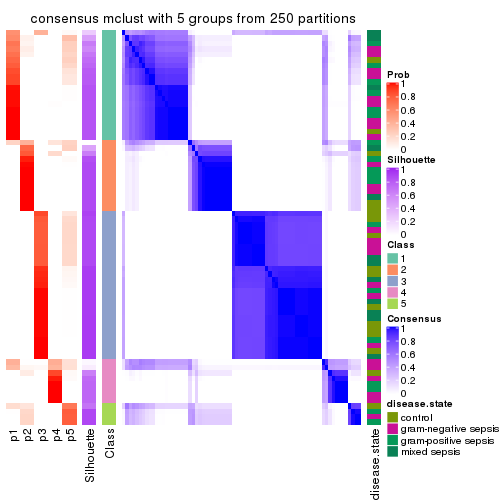 consensus mclust with 5 groups from 250 partitions
p1
p2
p3
p4
p5
Silhouette
Class
disease.state
Prob
1
0.8
0.6
0.4
0.2
0
Silhouette
1
0.8
0.6
0.4
0.2
0
Class
1
2
3
4
5
Consensus
1
0.8
0.6
0.4
0.2
0
disease.state
control
gram-negative sepsis
gram-positive sepsis
mixed sepsis